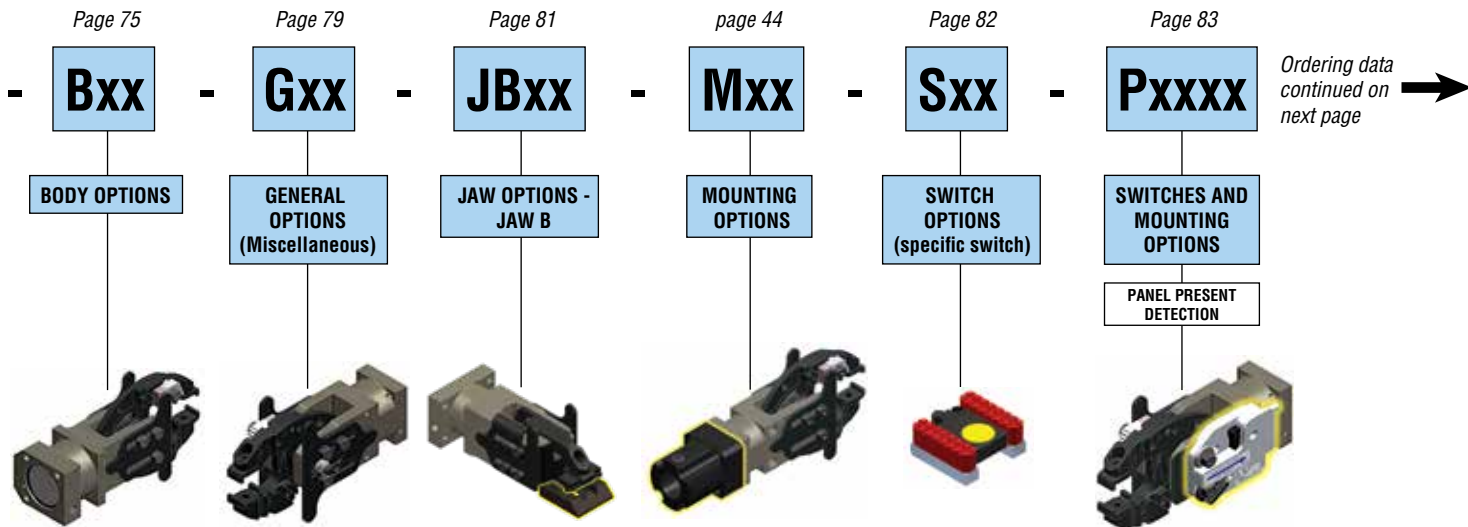 Page 75
Page 79
Page 81
page 44
Page 82
Page 83
- Bxx - Gxx - JBxx - Mxx - Sxx - Pxxxx
Ordering data
continued on
next page
BODY OPTIONS
GENERAL
OPTIONS
(Miscellaneous)
JAW OPTIONS -
JAW B
MOUNTING
OPTIONS
SWITCH
OPTIONS
(specific switch)
SWITCHES AND
MOUNTING
OPTIONS
PANEL PRESENT
DETECTION